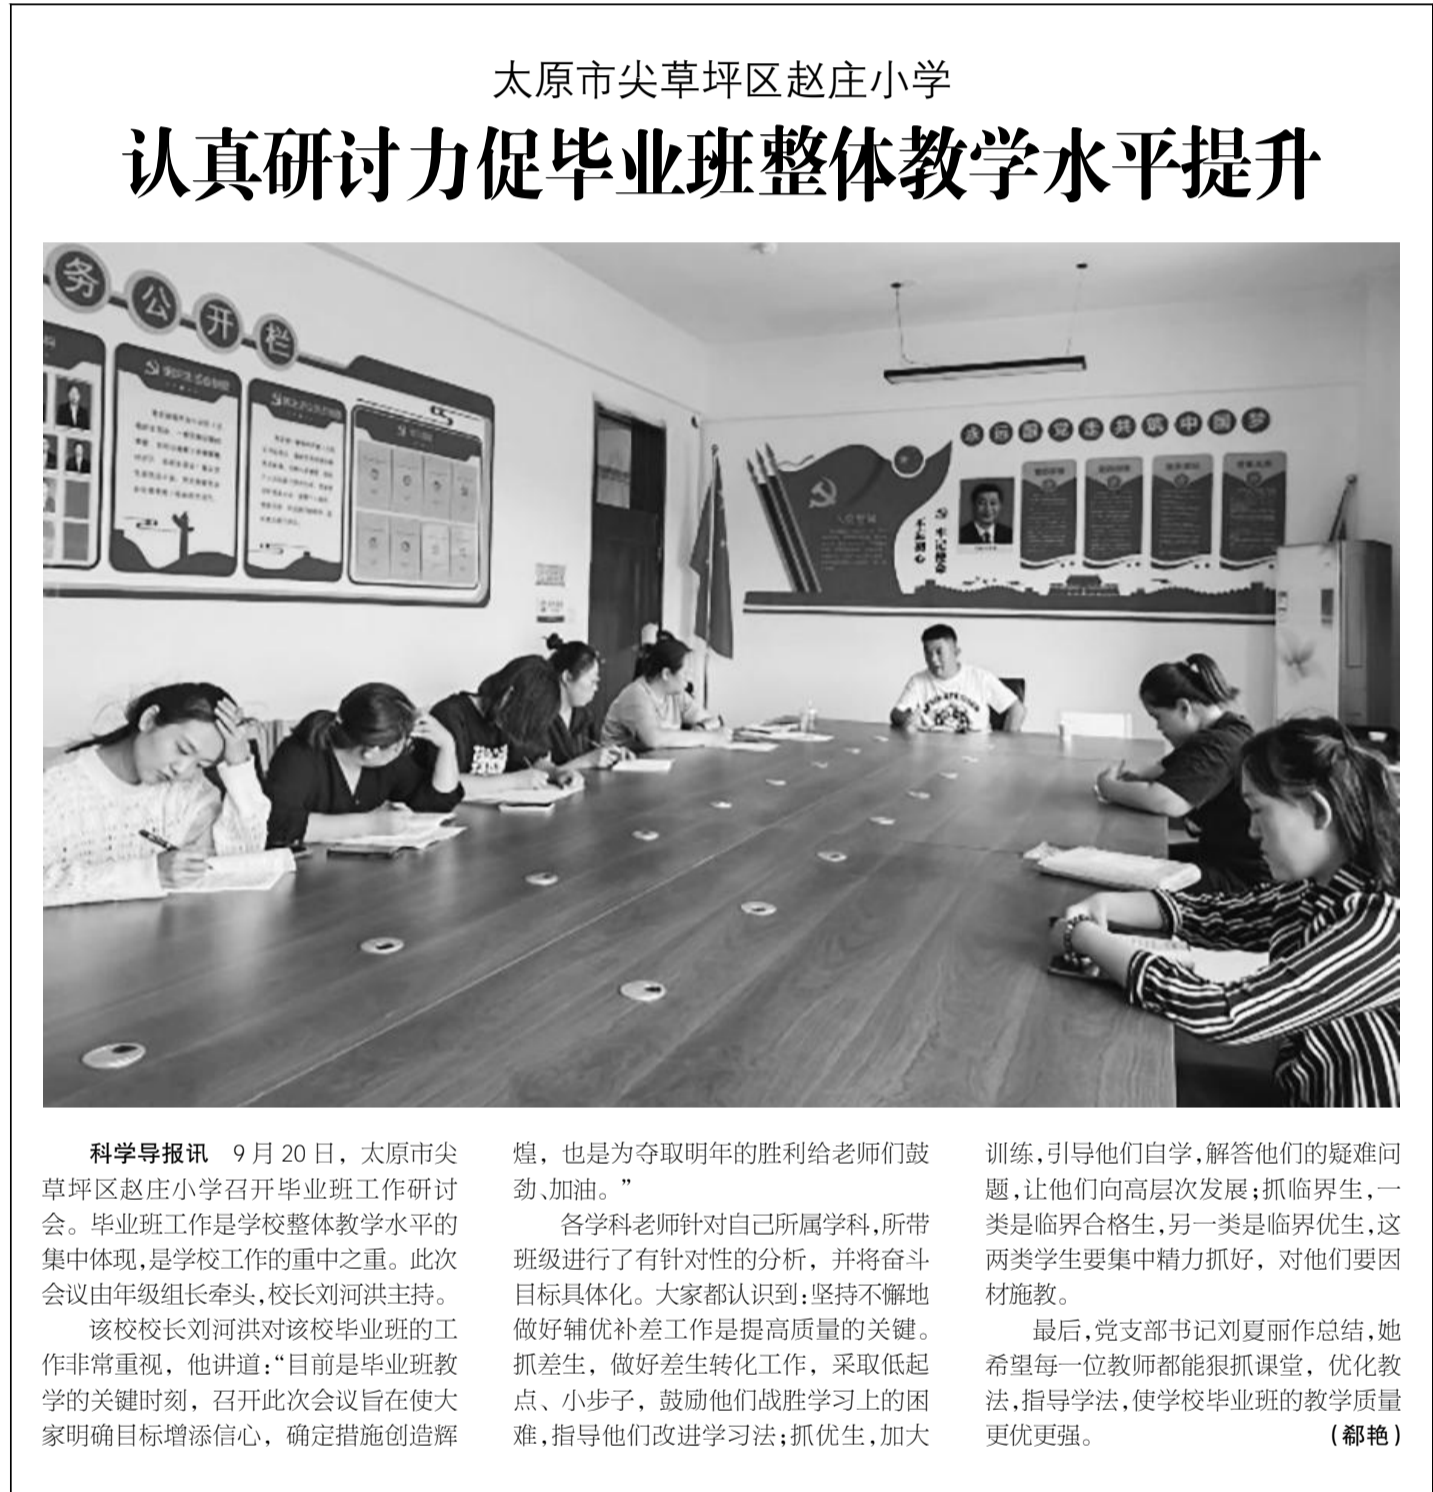 太原市尖草坪区赵庄小学
认真研讨力促毕业班整体教学水平提升
务公开栏
永远跟党走共筑中国梦
入党誓词
不忘初心
牢记使命
科学导报讯 9月20日，太原市尖
草坪区赵庄小学召开毕业班工作研讨
会。毕业班工作是学校整体教学水平的
集中体现，是学校工作的重中之重。此次
会议由年级组长牵头，校长刘河洪主持。
该校校长刘河洪对该校毕业班的工
作非常重视，他讲道：“目前是毕业班教
学的关键时刻，召开此次会议旨在使大
家明确目标增添信心，确定措施创造辉
煌，也是为夺取明年的胜利给老师们鼓
劲、加油。”
各学科老师针对自己所属学科，所带
班级进行了有针对性的分析，并将奋斗
目标具体化。大家都认识到：坚持不懈地
做好辅优补差工作是提高质量的关键。
抓差生，做好差生转化工作，采取低起
点、小步子，鼓励他们战胜学习上的困
难，指导他们改进学习法；抓优生，加大
训练，引导他们自学，解答他们的疑难问
题，让他们向高层次发展；抓临界生，一
类是临界合格生，另一类是临界优生，这
两类学生要集中精力抓好，对他们要因
材施教。
最后，党支部书记刘夏丽作总结，她
希望每一位教师都能狠抓课堂，优化教
法，指导学法，使学校毕业班的教学质量
更优更强。 （郗艳）